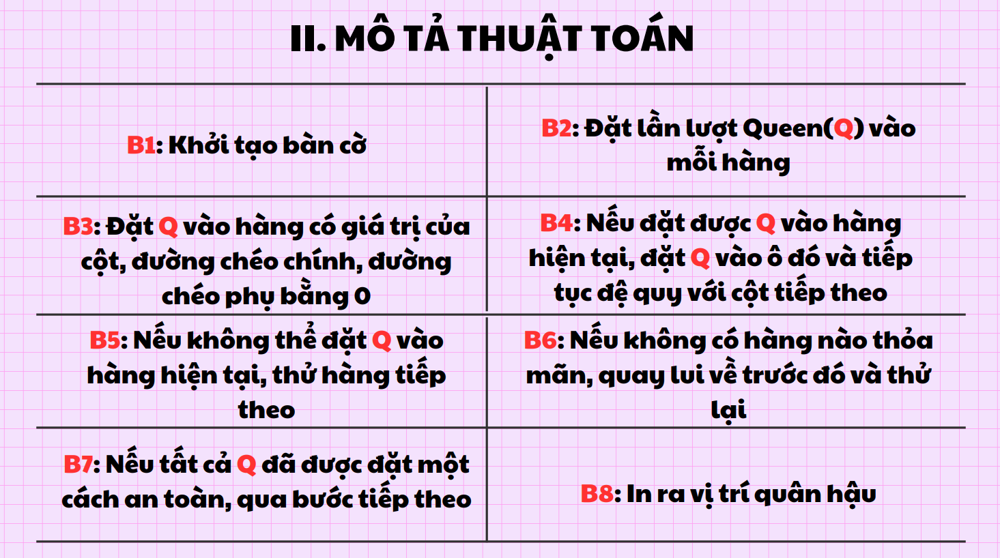 II. MÔ TẢ THUẬT TOÁN
B1: Khởi tạo bàn cờ
B2: Đặt lần lượt Queen(Q) vào
mỗi hàng
B3: Đặt Q vào hàng có giá trị của
cột, đường chéo chính, đường
chéo phụ bằng 0
B4: Nếu đặt được Q vào hàng
hiện tại, đặt Q vào ô đó và tiếp
tục đệ quy với cột tiếp theo
B5: Nếu không thể đặt Q vào
hàng hiện tại, thử hàng tiếp
theo
B6: Nếu không có hàng nào thỏa
mãn, quay lui về trước đó và thử
lại
B7: Nếu tất cả Q đã được đặt một
cách an toàn, qua bước tiếp theo
B8: In ra vị trí quân hậu